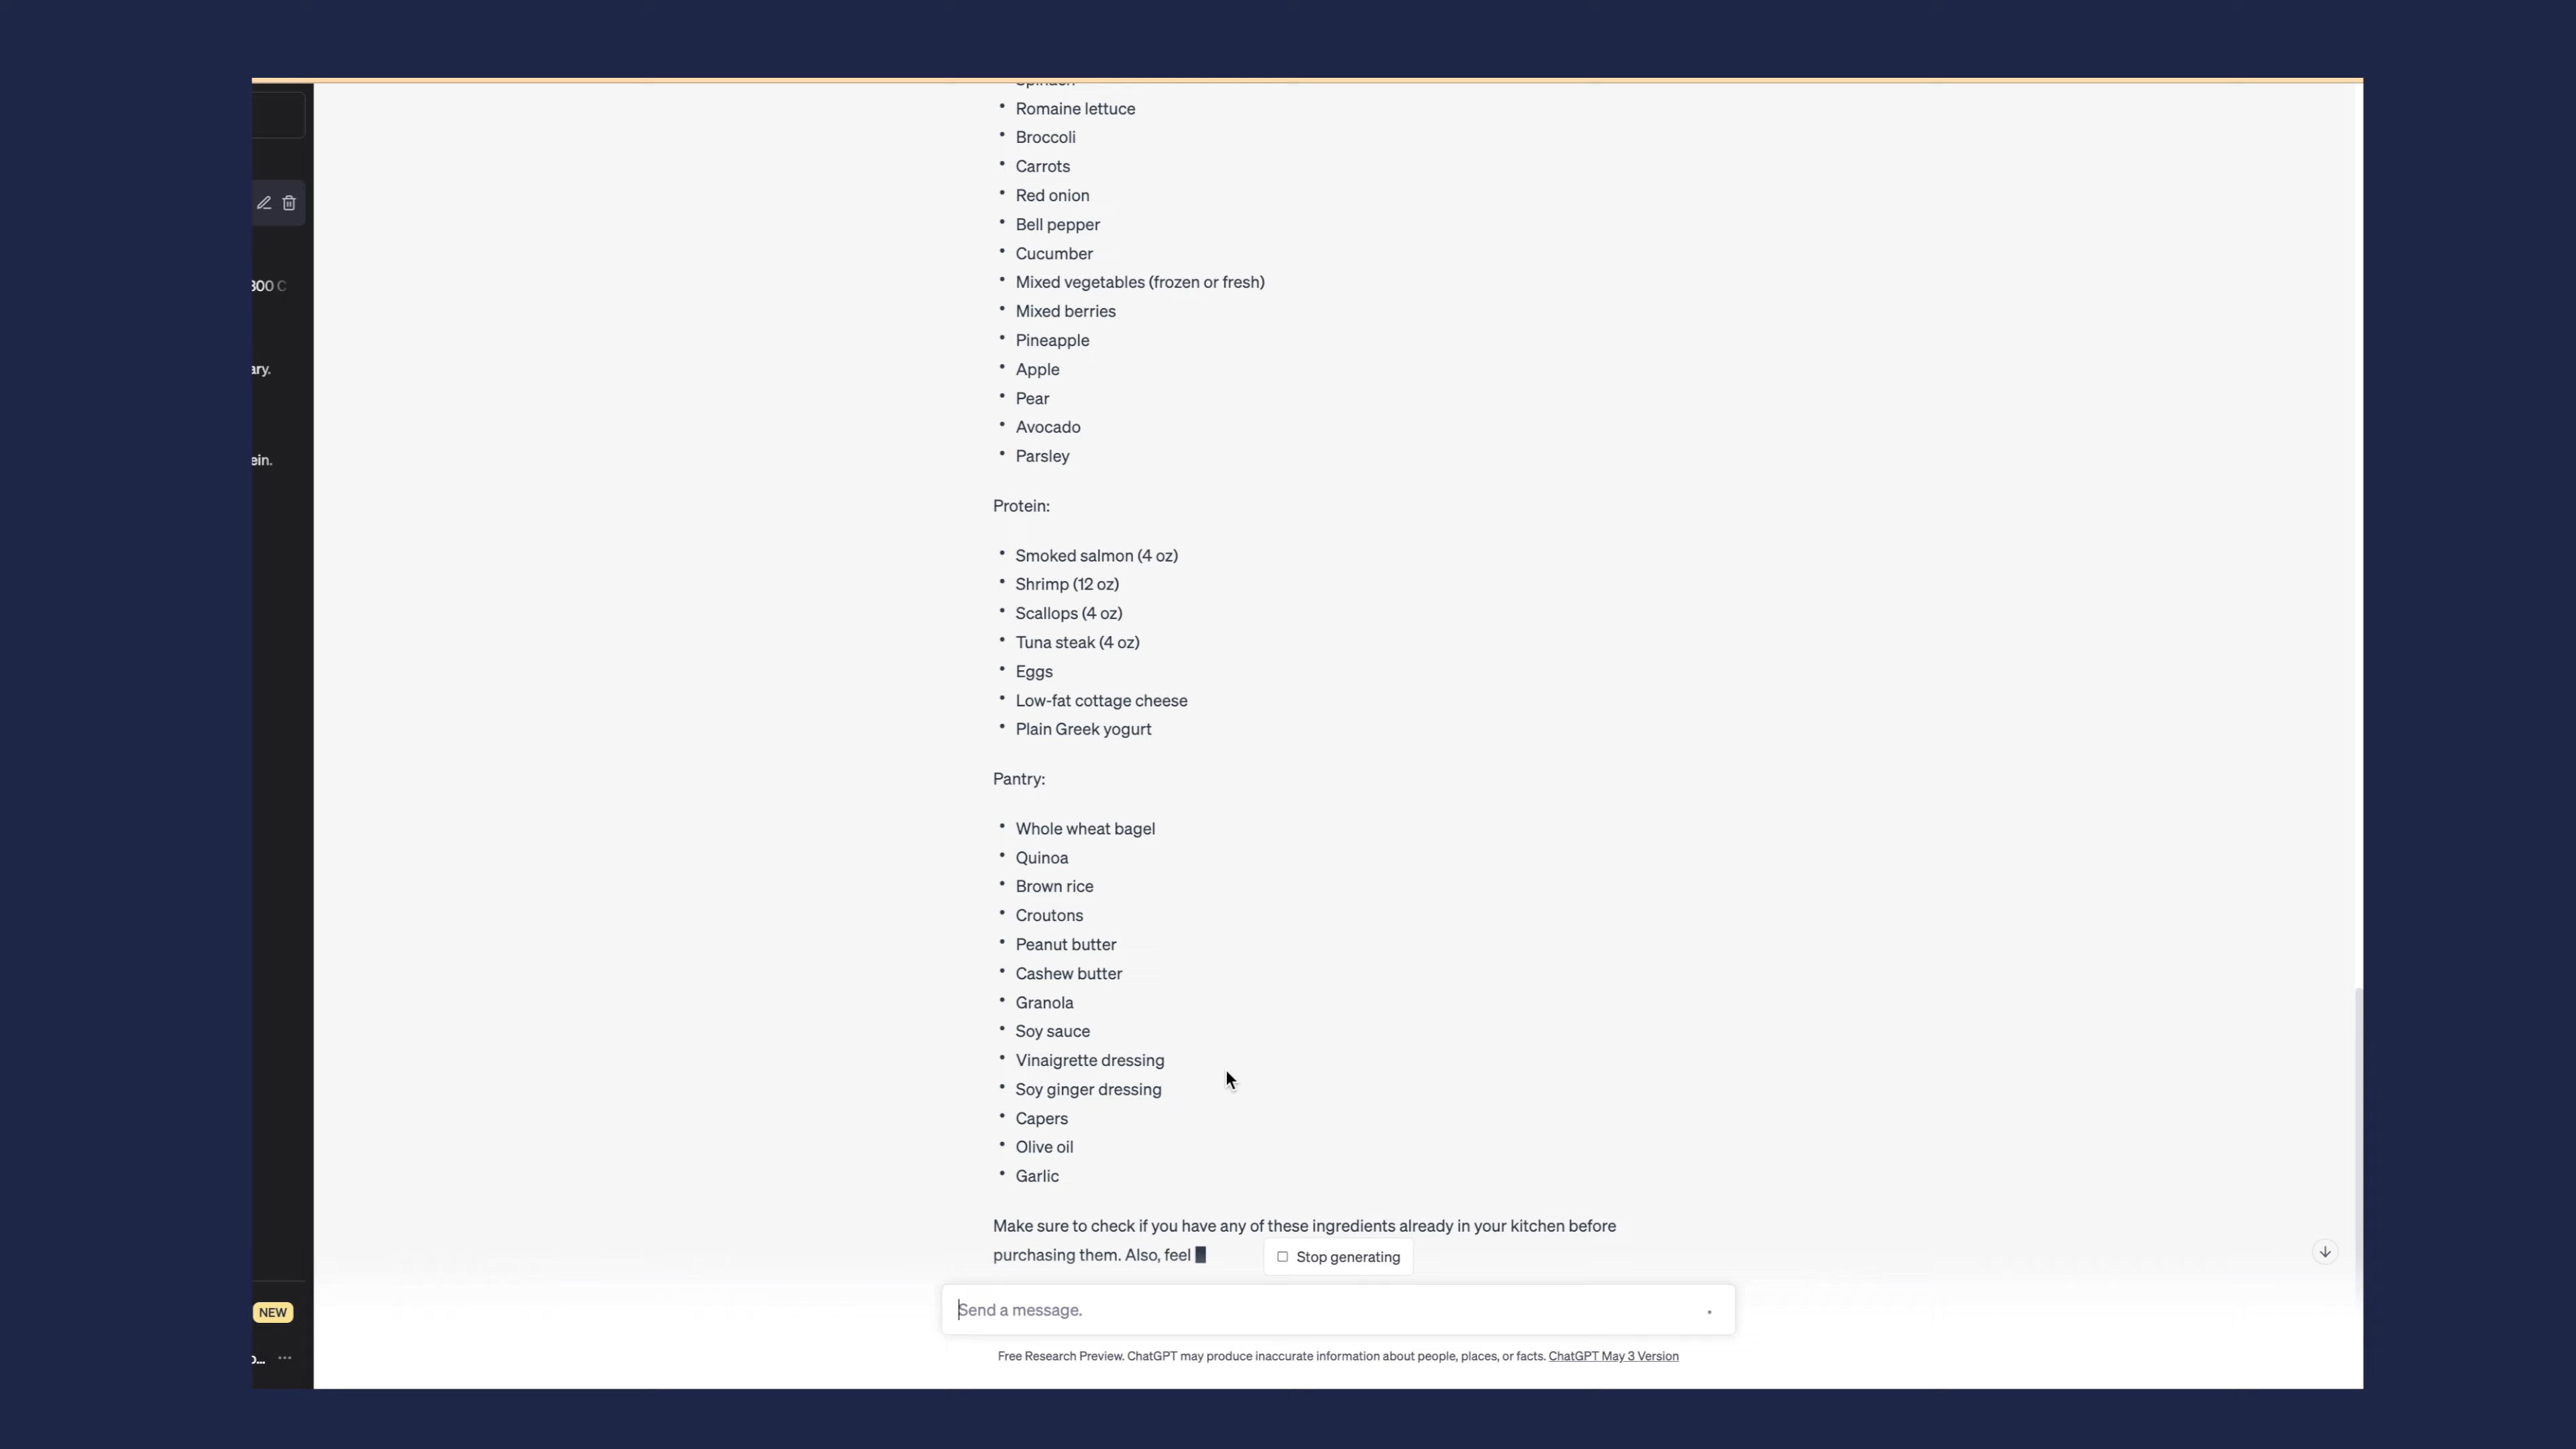 Spinach
Romaine lettuce
Broccoli
Carrots
Red onion
Bell pepper
Cucumber
Mixed vegetables (frozen or fresh)
Mixed berries
Pineapple
Apple
Pear
Avocado
Parsley
Protein:
Smoked salmon (4 oz)
Shrimp (12 oz)
Scallops (4 oz)
Tuna steak (4 oz)
Eggs
Low-fat cottage cheese
Plain Greek yogurt
Pantry:
Whole wheat bagel
Quinoa
Brown rice
Croutons
Peanut butter
Cashew butter
Granola
Soy sauce
Vinaigrette dressing
Soy ginger dressing
Capers
Olive oil
Garlic
Make sure to check if you have any of these ingredients already in your kitchen before
purchasing them. Also, feel
Stop generating
Send a message.
Free Research Preview. ChatGPT may produce inaccurate information about people, places, or facts. ChatGPT May 3 Version
300 C
ary.
ein.
NEW
...